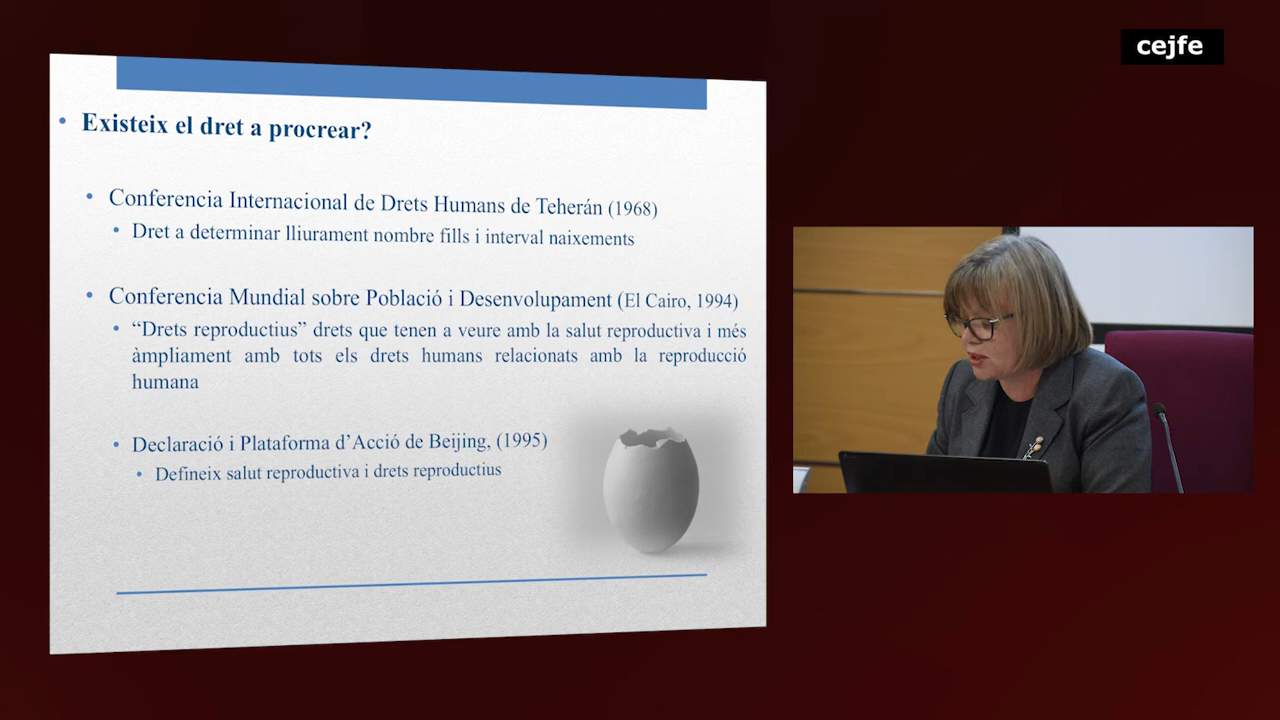 cejfe
Existeix el dret a procrear?
Conferencia Internacional de Drets Humans de Teherán (1968)
Dret a determinar lliurament nombre fills i interval naixements
Conferencia Mundial sobre Població i Desenvolupament (El Cairo, 1994)
“Drets reproductius” drets que tenen a veure amb la salut reproductiva i més
àmpliament amb tots els drets humans relacionats amb la reproducció
humana
Declaració i Plataforma d’Acció de Beijing, (1995)
Defineix salut reproductiva i drets reproductius